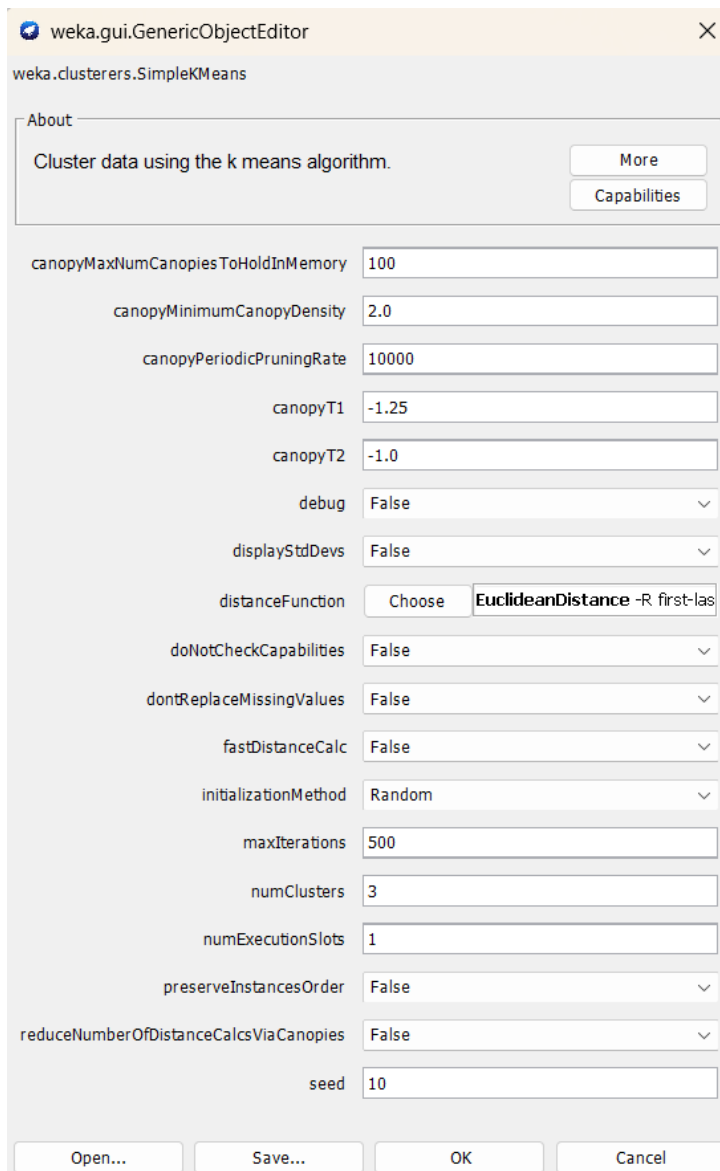 weka.gui.GenericObjectEditor
weka.clusterers.SimpleKMeans
About
Cluster data using the k means algorithm.
More
Capabilities
canopyMaxNumCanopiesToHoldInMemory 100
canopyMinimumCanopyDensity 2.0
canopyPeriodicPruningRate 10000
canopyT1 -1.25
canopyT2 -1.0
debug False
displayStdDevs False
distanceFunction Choose EuclideanDistance -R first-las
doNotCheckCapabilities False
dontReplaceMissingValues False
fastDistanceCalc False
initializationMethod Random
maxIterations 500
numClusters 3
numExecutionSlots 1
preserveInstancesOrder False
reduceNumberOfDistanceCalcsViaCanopies False
seed 10
Open... Save... OK Cancel